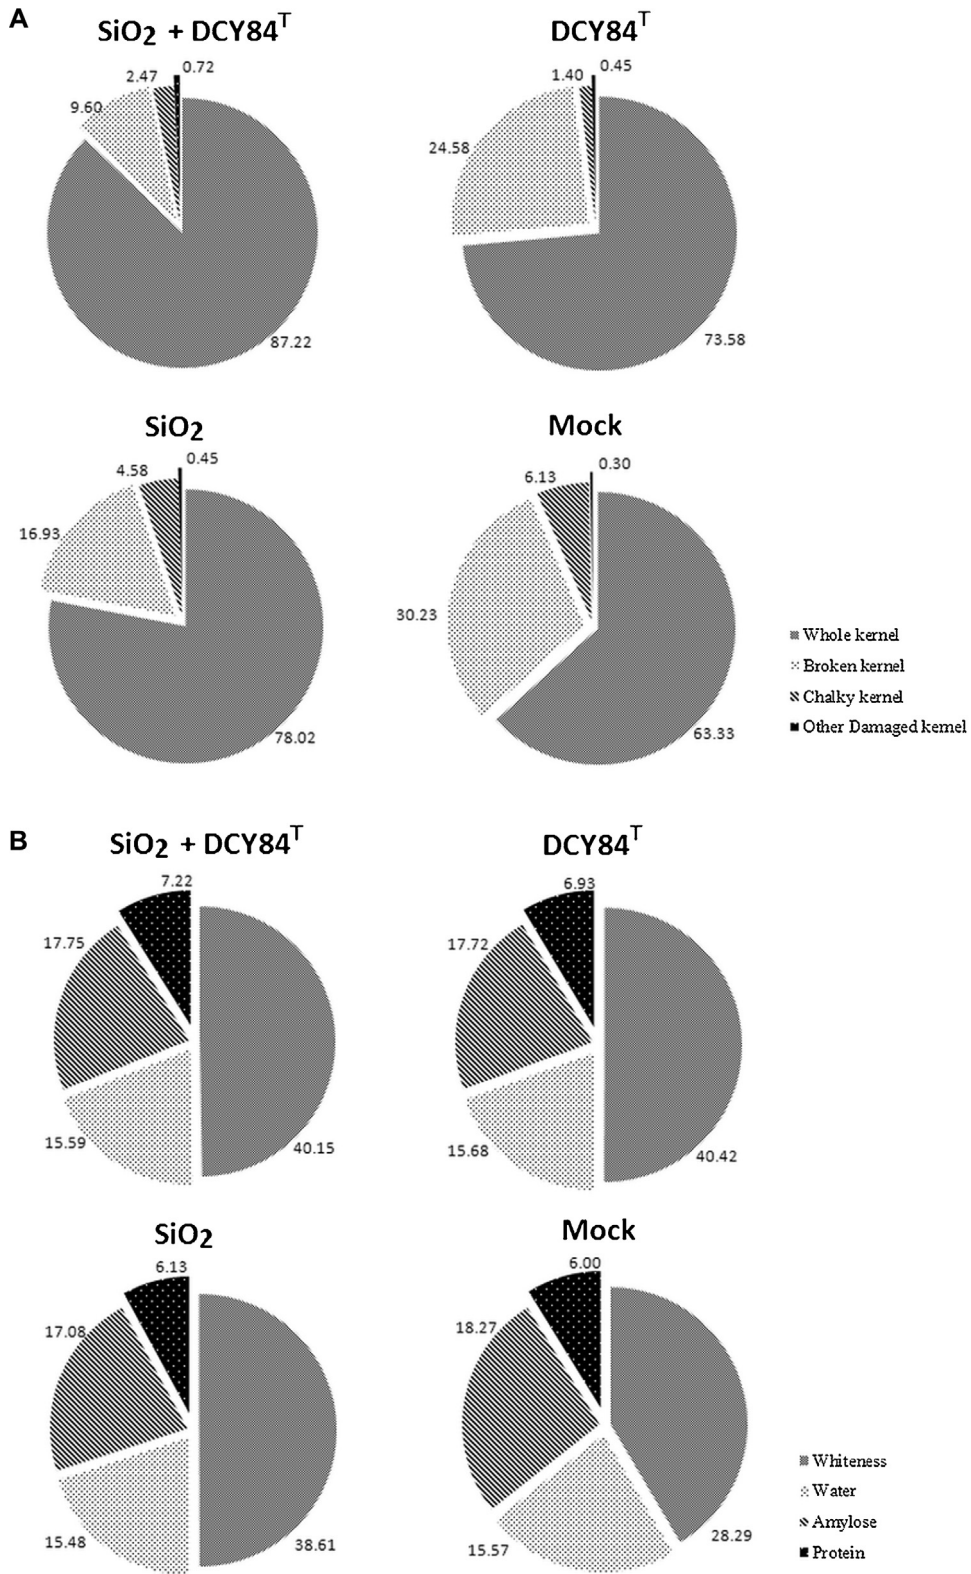 A
SiO2 + DCY84T
DCY84T
0.72
2.47
9.60
87.22
0.45
1.40
24.58
73.58
SiO2
Mock
0.45
4.58
16.93
78.02
0.30
6.13
30.23
63.33
Whole kernel
Broken kernel
Chalky kernel
Other Damaged kernel
B
SiO2 + DCY84T
DCY84T
7.22
17.75
15.59
40.15
6.93
17.72
15.68
40.42
SiO2
Mock
6.13
17.08
15.48
38.61
6.00
18.27
15.57
28.29
Whiteness
Water
Amylose
Protein